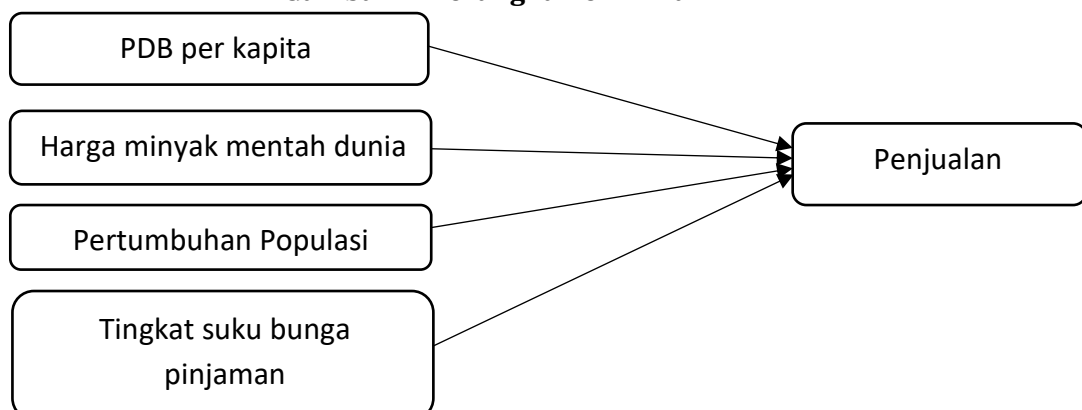 PDB per kapita
Harga minyak mentah dunia
Penjualan
Pertumbuhan Populasi
Tingkat suku bunga
pinjaman